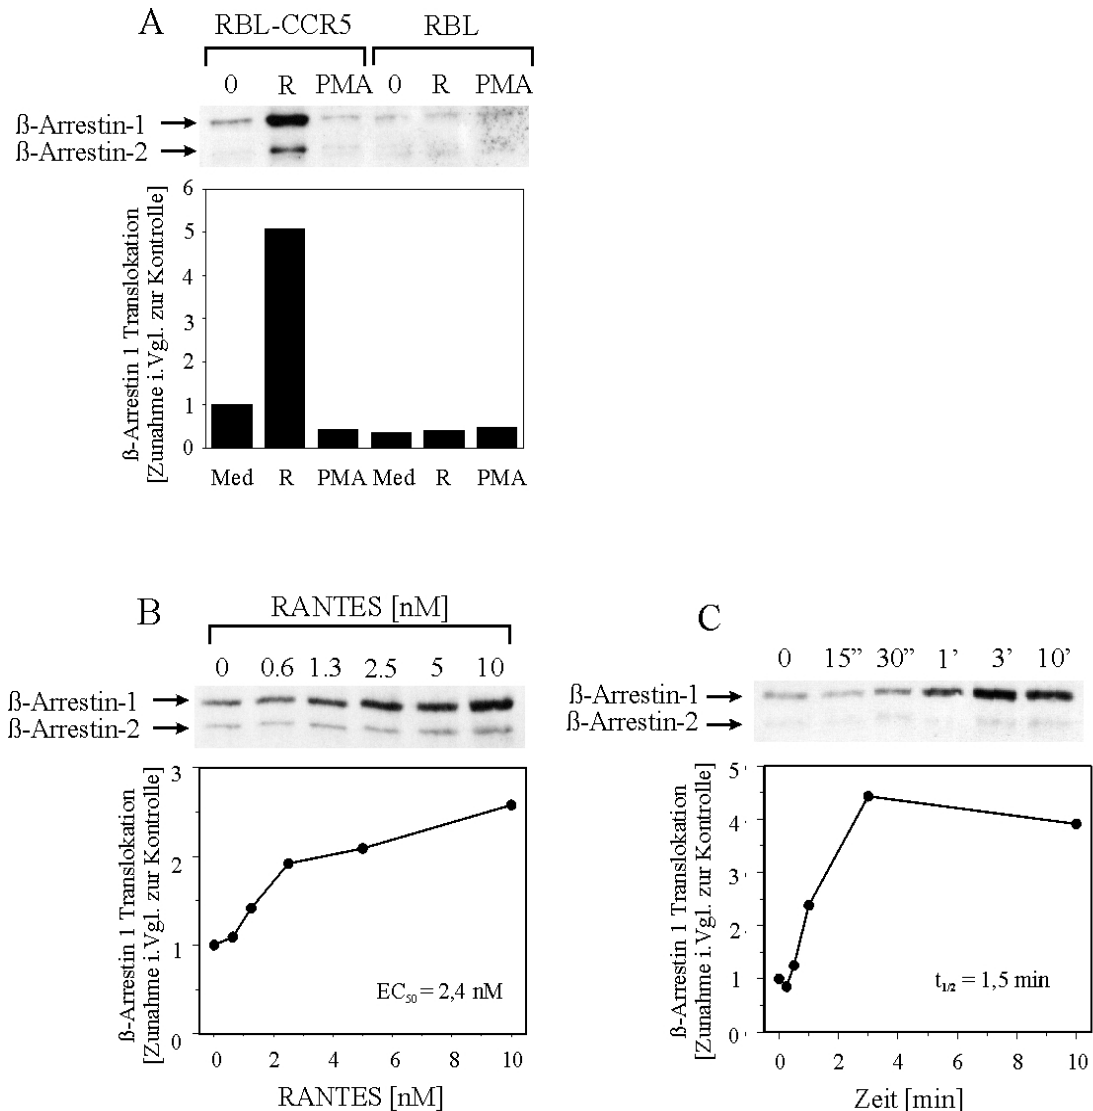 A
RBL-CCR5 RBL
0 R PMA 0 R PMA
ß-Arrestin-1
ß-Arrestin-2
ß-Arrestin 1 Translokation
[Zunahme i.Vgl. zur Kontrolle]
6
5
4
3
2
1
0
Med R PMA Med R PMA
B
RANTES [nM]
0 0.6 1.3 2.5 5 10
ß-Arrestin-1
ß-Arrestin-2
ß-Arrestin 1 Translokation
[Zunahme i.Vgl. zur Kontrolle]
3
2
1
0
EC50 = 2,4 nM
0 2 4 6 8 10
RANTES [nM]
C
0 15” 30” 1’ 3’ 10’
ß-Arrestin-1
ß-Arrestin-2
ß-Arrestin 1 Translokation
[Zunahme i.Vgl. zur Kontrolle]
5
4
3
2
1
0
t1/2 = 1,5 min
0 2 4 6 8 10
Zeit [min]